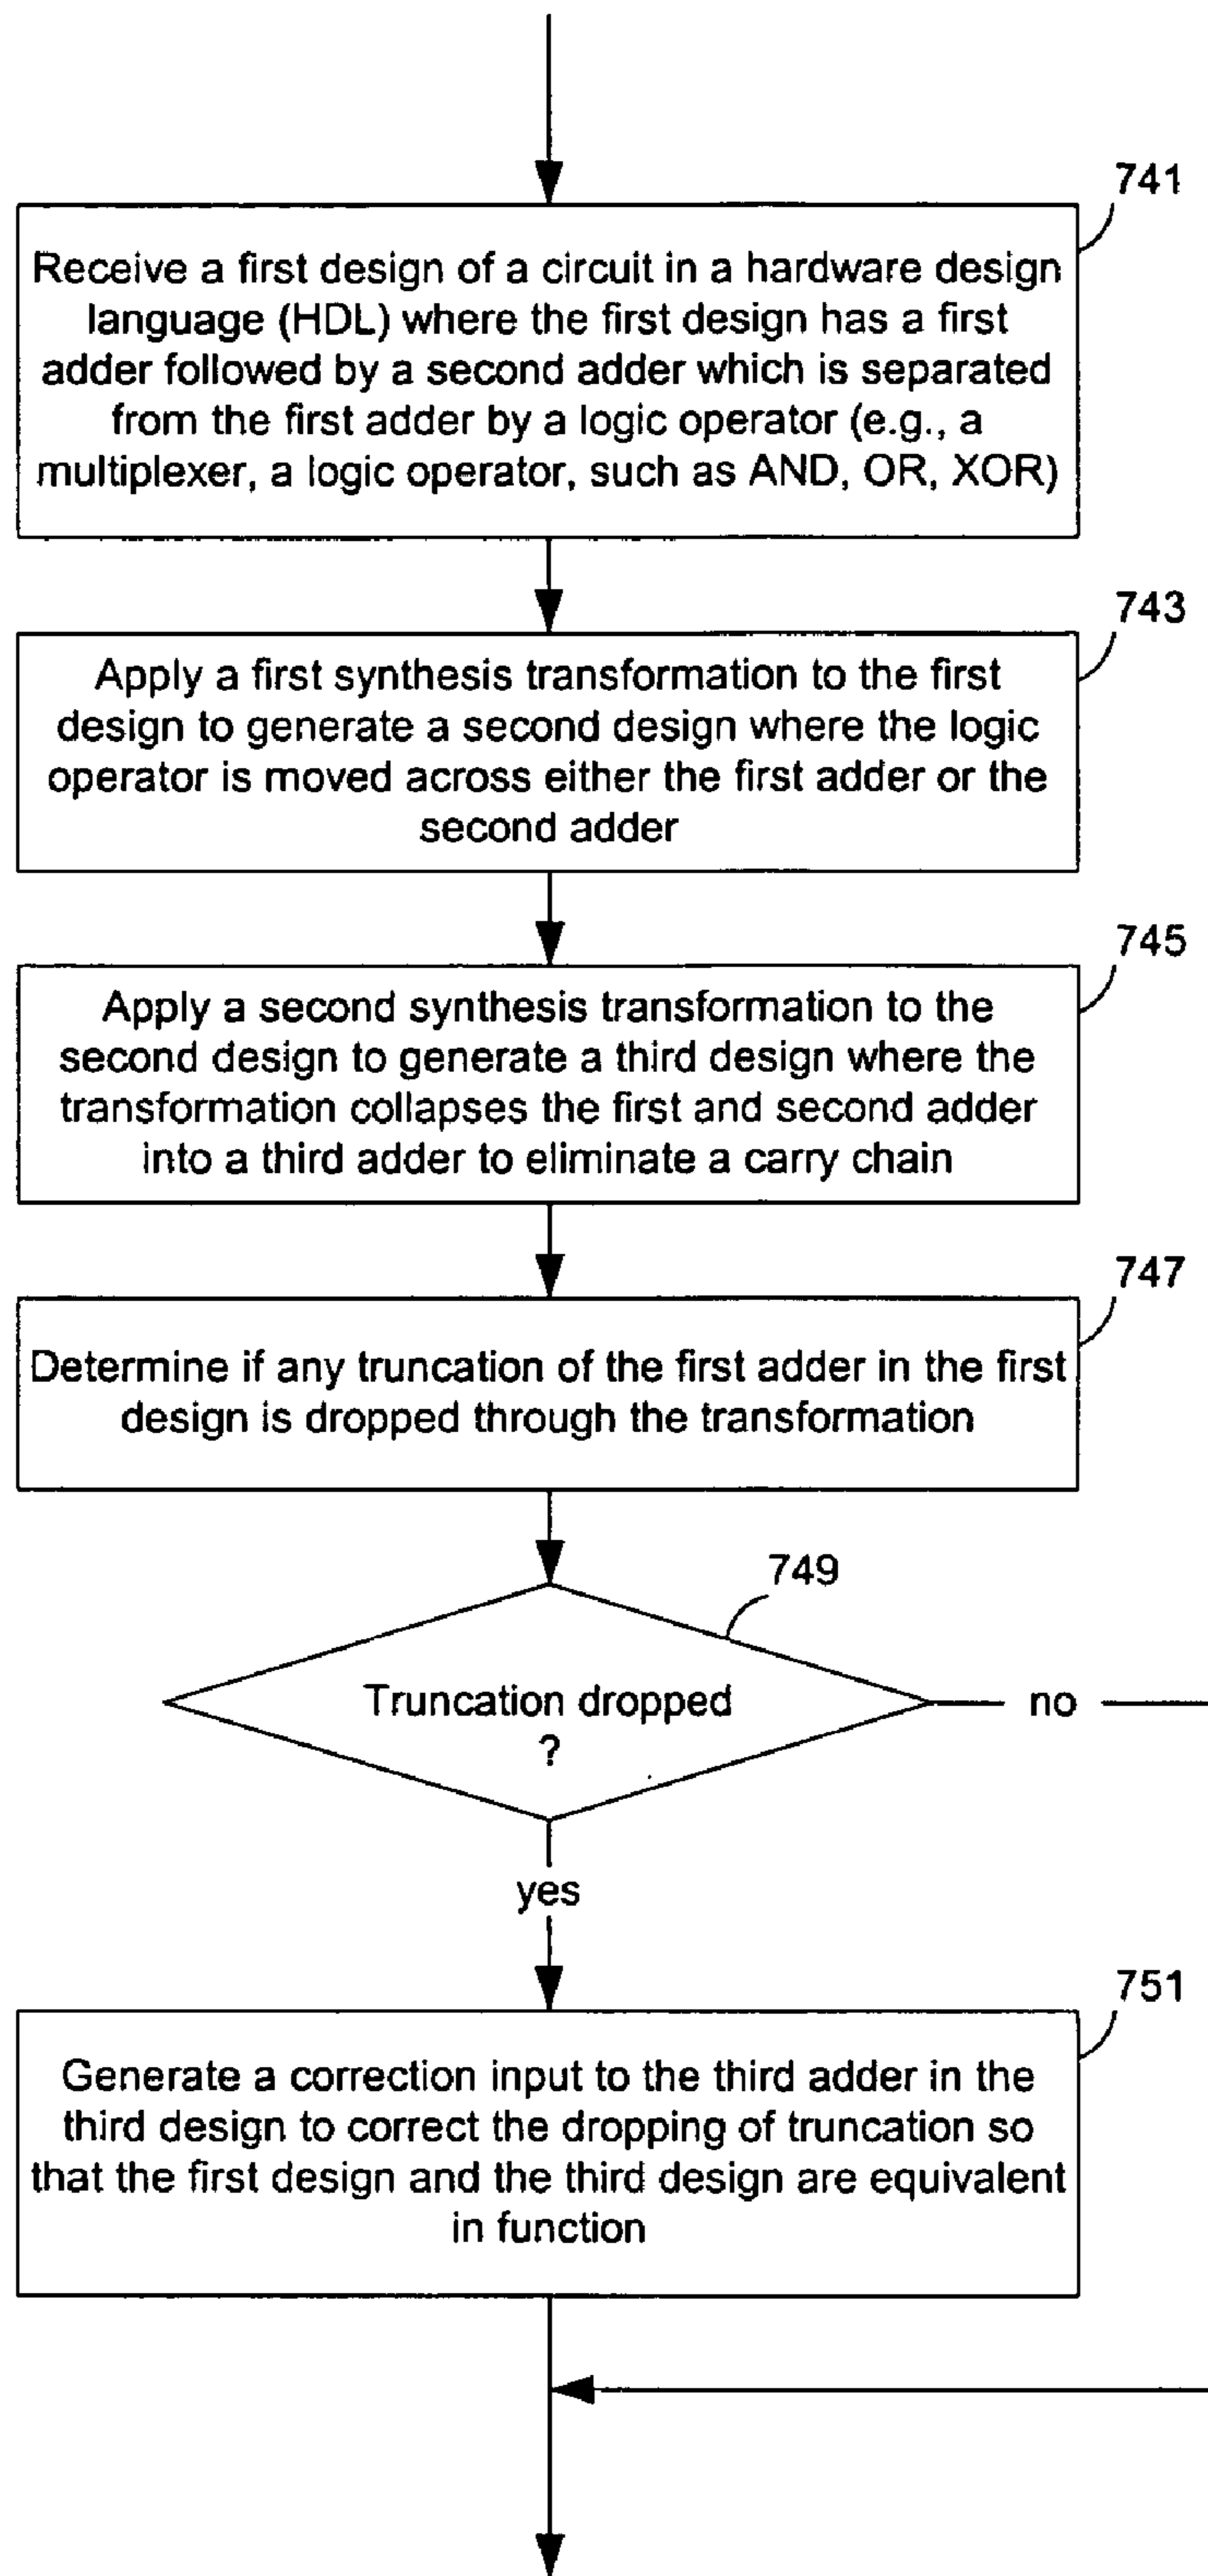 741
Receive a first design of a circuit in a hardware design
language (HDL) where the first design has a first
adder followed by a second adder which is separated
from the first adder by a logic operator (e.g., a
multiplexer, a logic operator, such as AND, OR, XOR)
743
Apply a first synthesis transformation to the first
design to generate a second design where the logic
operator is moved across either the first adder or the
second adder
745
Apply a second synthesis transformation to the
second design to generate a third design where the
transformation collapses the first and second adder
into a third adder to eliminate a carry chain
747
Determine if any truncation of the first adder in the first
design is dropped through the transformation
749
Truncation dropped
?
no
yes
751
Generate a correction input to the third adder in the
third design to correct the dropping of truncation so
that the first design and the third design are equivalent
in function